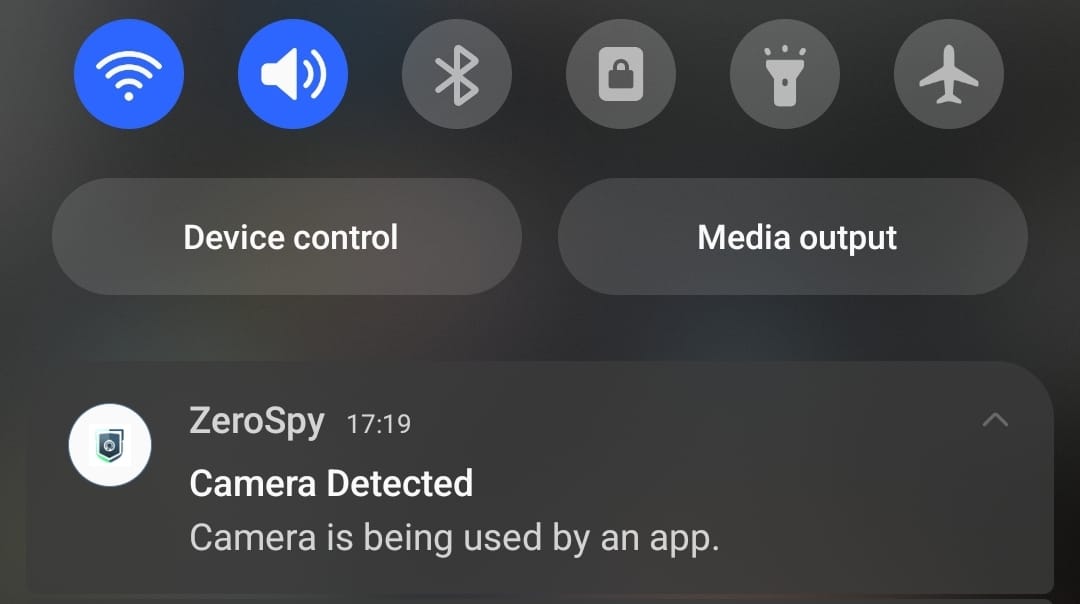 Device control
Media output
ZeroSpy 17:19
Camera Detected
Camera is being used by an app.